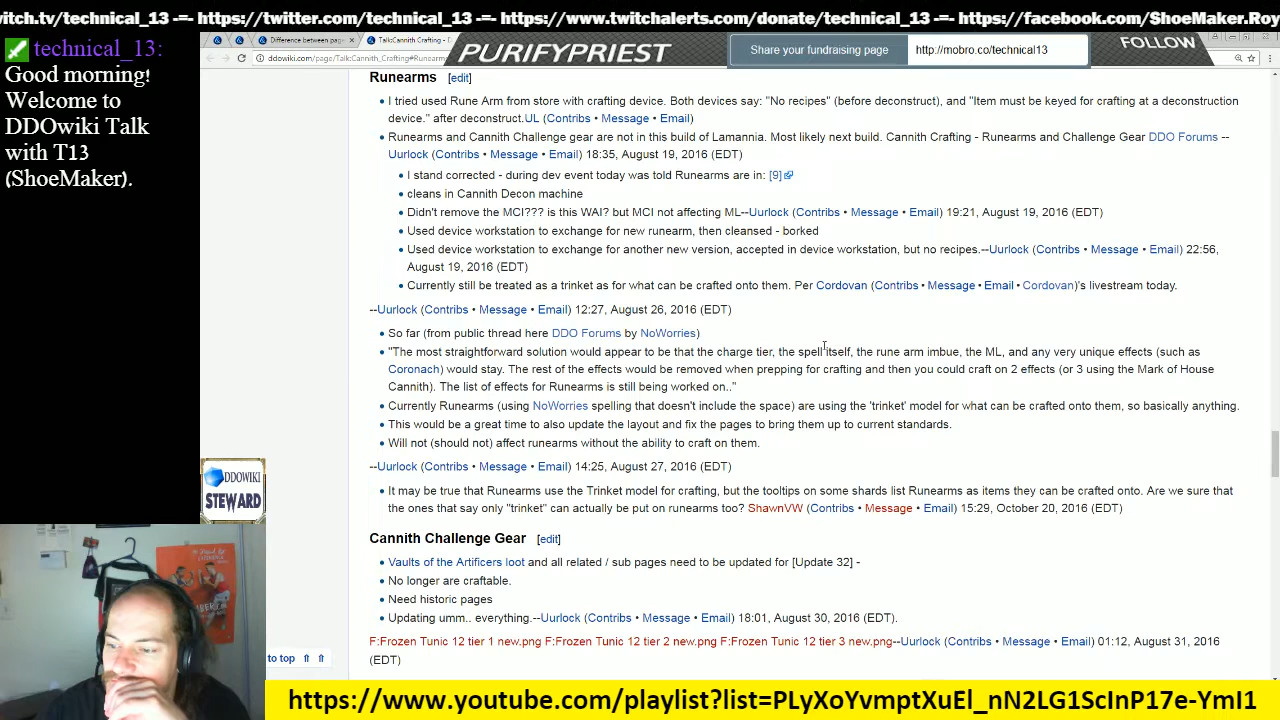 witch.tv/technical_13 -=- https://twitter.com/technical_13 -=- https://www.twitchalerts.com/donate/technical_13 -=- https://facebook.com/ShoeMaker.Roy
technical_13:
Good morning!
Welcome to
DDOwiki Talk
with T13
(ShoeMaker).
Difference between pag
Talk:Cannith Crafting -
PURIFYPRIEST
Share your fundraising page
http://mobro.co/technical13
FOLLOW
ddowiki.com/page/Talk:Cannith_Crafting#Runearms
Runearms [edit]
I tried used Rune Arm from store with crafting device. Both devices say: "No recipes" (before deconstruct), and "Item must be keyed for crafting at a deconstruction
device." after deconstruct.UL (Contribs • Message • Email)
Runearms and Cannith Challenge gear are not in this build of Lamannia. Most likely next build. Cannith Crafting - Runearms and Challenge Gear DDO Forums --
Uurlock (Contribs • Message • Email) 18:35, August 19, 2016 (EDT)
I stand corrected - during dev event today was told Runearms are in: [9]
cleans in Cannith Decon machine
Didn't remove the MCI??? is this WAI? but MCI not affecting ML--Uurlock (Contribs • Message • Email) 19:21, August 19, 2016 (EDT)
Used device workstation to exchange for new runearm, then cleansed - borked
Used device workstation to exchange for another new version, accepted in device workstation, but no recipes.--Uurlock (Contribs • Message • Email) 22:56,
August 19, 2016 (EDT)
Currently still be treated as a trinket as for what can be crafted onto them. Per Cordovan (Contribs • Message • Email • Cordovan)'s livestream today.
--Uurlock (Contribs • Message • Email) 12:27, August 26, 2016 (EDT)
So far (from public thread here DDO Forums by NoWorries)
"The most straightforward solution would appear to be that the charge tier, the spell itself, the rune arm imbue, the ML, and any very unique effects (such as
Coronach) would stay. The rest of the effects would be removed when prepping for crafting and then you could craft on 2 effects (or 3 using the Mark of House
Cannith). The list of effects for Runearms is still being worked on.."
Currently Runearms (using NoWorries spelling that doesn't include the space) are using the 'trinket' model for what can be crafted onto them, so basically anything.
This would be a great time to also update the layout and fix the pages to bring them up to current standards.
Will not (should not) affect runearms without the ability to craft on them.
--Uurlock (Contribs • Message • Email) 14:25, August 27, 2016 (EDT)
It may be true that Runearms use the Trinket model for crafting, but the tooltips on some shards list Runearms as items they can be crafted onto. Are we sure that
the ones that say only "trinket" can actually be put on runearms too? ShawnVW (Contribs • Message • Email) 15:29, October 20, 2016 (EDT)
DDOWIKI
STEWARD
Cannith Challenge Gear [edit]
Vaults of the Artificers loot and all related / sub pages need to be updated for [Update 32] -
No longer are craftable.
Need historic pages
Updating umm.. everything.--Uurlock (Contribs • Message • Email) 18:01, August 30, 2016 (EDT).
F:Frozen Tunic 12 tier 1 new.png F:Frozen Tunic 12 tier 2 new.png F:Frozen Tunic 12 tier 3 new.png--Uurlock (Contribs • Message • Email) 01:12, August 31, 2016
(EDT)
to top
https://www.youtube.com/playlist?list=PLyXoYvmptXuEl_nN2LG1ScInP17e-YmI1